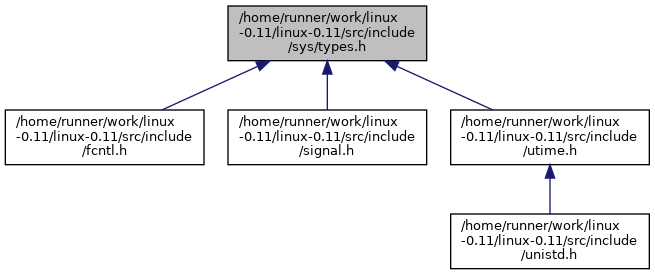 /home/runner/work/linux
-0.11/linux-0.11/src/include
/sys/types.h
/home/runner/work/linux
-0.11/linux-0.11/src/include
/fcntl.h
/home/runner/work/linux
-0.11/linux-0.11/src/include
/signal.h
/home/runner/work/linux
-0.11/linux-0.11/src/include
/utime.h
/home/runner/work/linux
-0.11/linux-0.11/src/include
/unistd.h